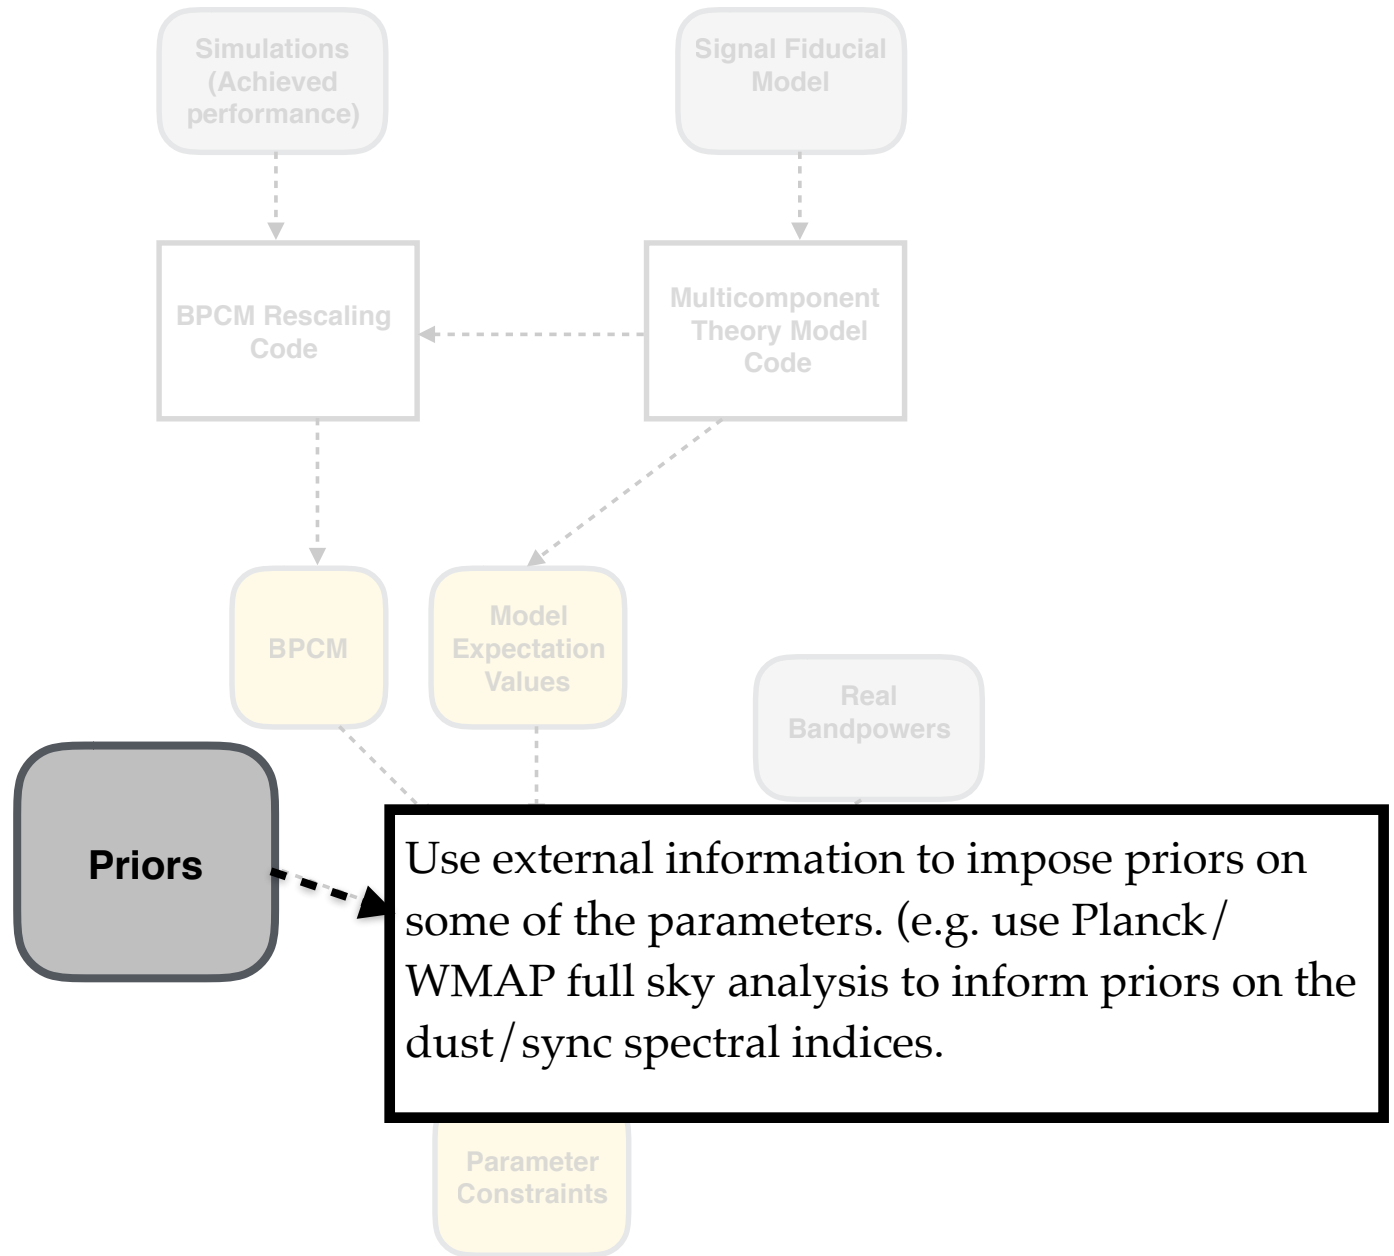 Simulations
(Achieved
performance)
Signal Fiducial
Model
BPCM Rescaling
Code
Multicomponent
Theory Model
Code
BPCM
Model
Expectation
Values
Real
Bandpowers
Priors
Use external information to impose priors on
some of the parameters. (e.g. use Planck/
WMAP full sky analysis to inform priors on the
dust/sync spectral indices.
Parameter
Constraints